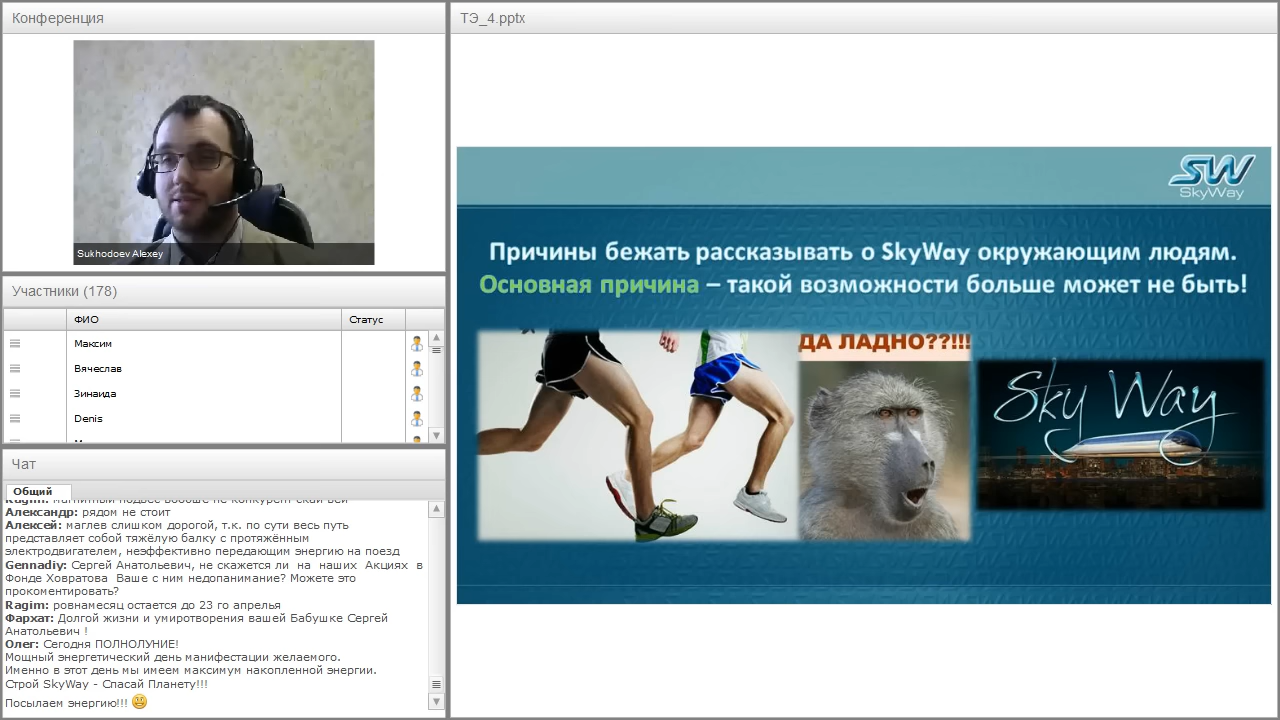 Конференция
Sukhodoev Alexey
Участники (178)
ФИО
Статус
Максим
Вячеслав
Зинаида
Denis
Чат
Общий
Александр: рядом не стоит
Алексей: маглев слишком дорогой, т.к. по сути весь путь
представляет собой тяжёлую балку с протяжённым
электродвигателем, неэффективно передающим энергию на поезд
Gennadiy: Сергей Анатольевич, не скажется ли на наших Акциях в
Фонде Ховратова Ваше с ним недопанимание? Можете это
прокоментировать?
Ragim: ровнамесяц остается до 23 го апрелья
Фархат: Долгой жизни и умиротворения вашей Бабушке Сергей
Анатольевич !
Олег: Сегодня ПОЛНОЛУНИЕ!
Мощный энергетический день манифестации желаемого.
Именно в этот день мы имеем максимум накопленной энергии.
Строй SkyWay - Спасай Планету!!!
Посылаем энергию!!!
ТЭ_4.pptx
SW
SkyWay
Причины бежать рассказывать о SkyWay окружающим людям.
Основная причина – такой возможности больше может не быть!
ДА ЛАДНО??!!!
Sky Way